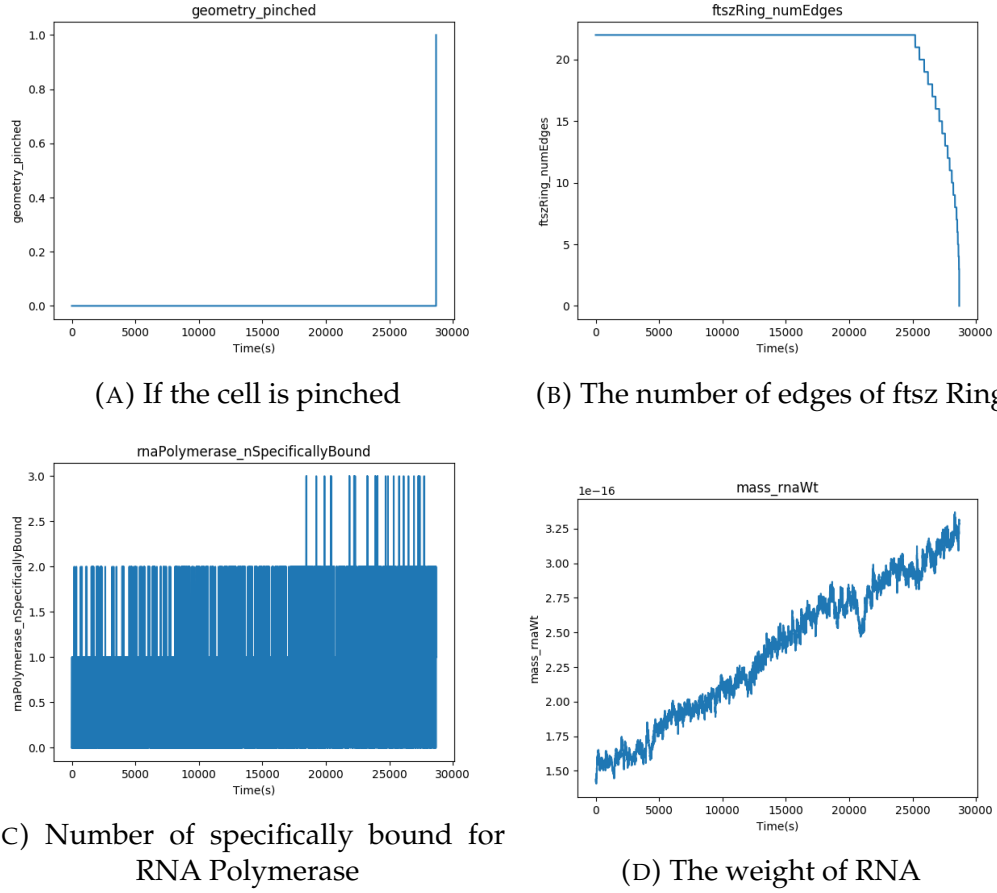 geometry_pinched
1.0
0.8
0.6
0.4
0.2
0.0
geometry_pinched
0 5000 10000 15000 20000 25000 30000
Time(s)
(A) If the cell is pinched
ftszRing_numEdges
20
15
10
5
0
ftszRing_numEdges
0 5000 10000 15000 20000 25000 30000
Time(s)
(B) The number of edges of ftsz Ring
rnaPolymerase_nSpecificallyBound
3.0
2.5
2.0
1.5
1.0
0.5
0.0
rnaPolymerase_nSpecificallyBound
0 5000 10000 15000 20000 25000 30000
Time(s)
C) Number of specifically bound for
RNA Polymerase
1e−16
mass_rnaWt
3.25
3.00
2.75
2.50
2.25
2.00
1.75
1.50
mass_rnaWt
0 5000 10000 15000 20000 25000 30000
Time(s)
(D) The weight of RNA